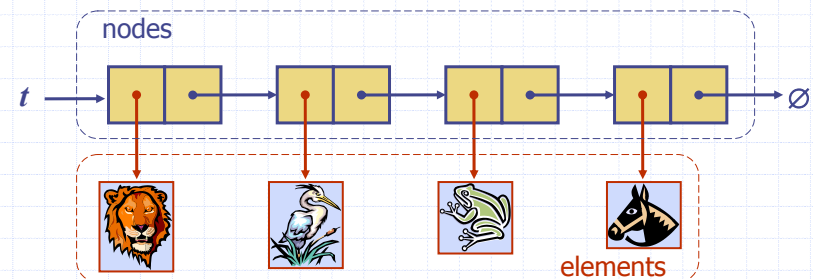 nodes
t
∅
elements